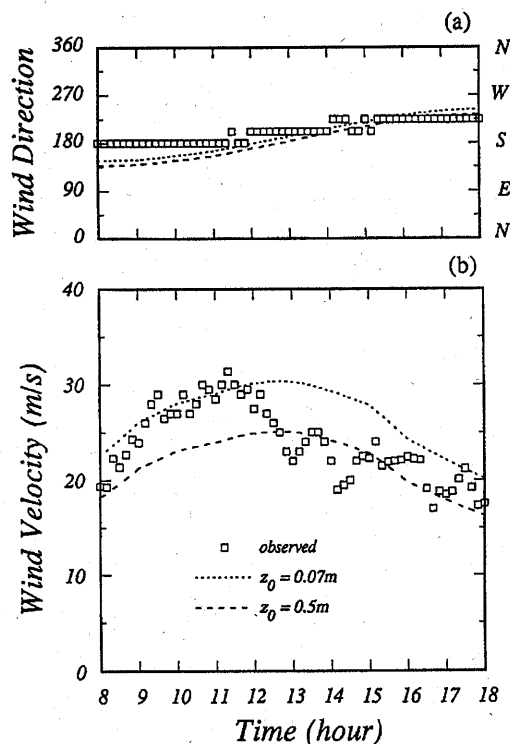 (a)
360
270
180
90
0
Wind Direction
N
W
S
E
N
(b)
40
30
20
10
0
Wind Velocity (m/s)
observed
z0 = 0.07m
z0 = 0.5m
8 9 10 11 12 13 14 15 16 17 18
Time (hour)